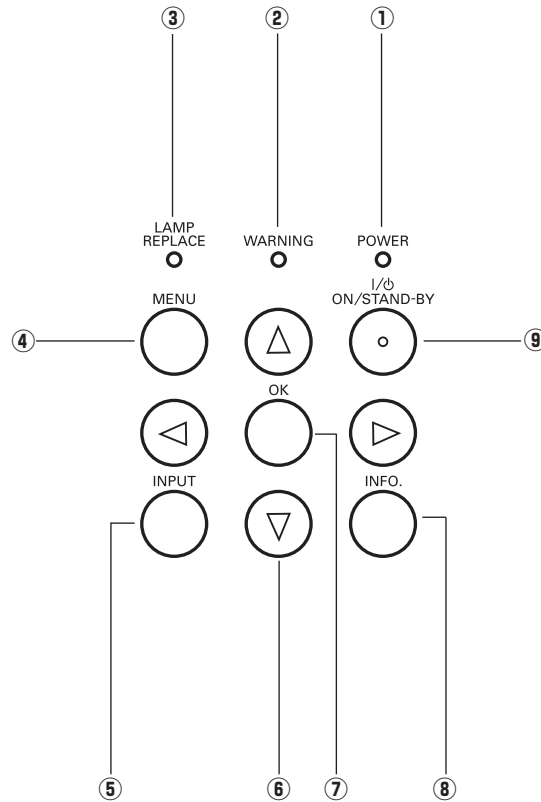 ③ ② ①
LAMP
REPLACE
WARNING
POWER
I/⏻
ON/STAND-BY
MENU
④
⑨
OK
INPUT
INFO.
⑤ ⑥ ⑦ ⑧